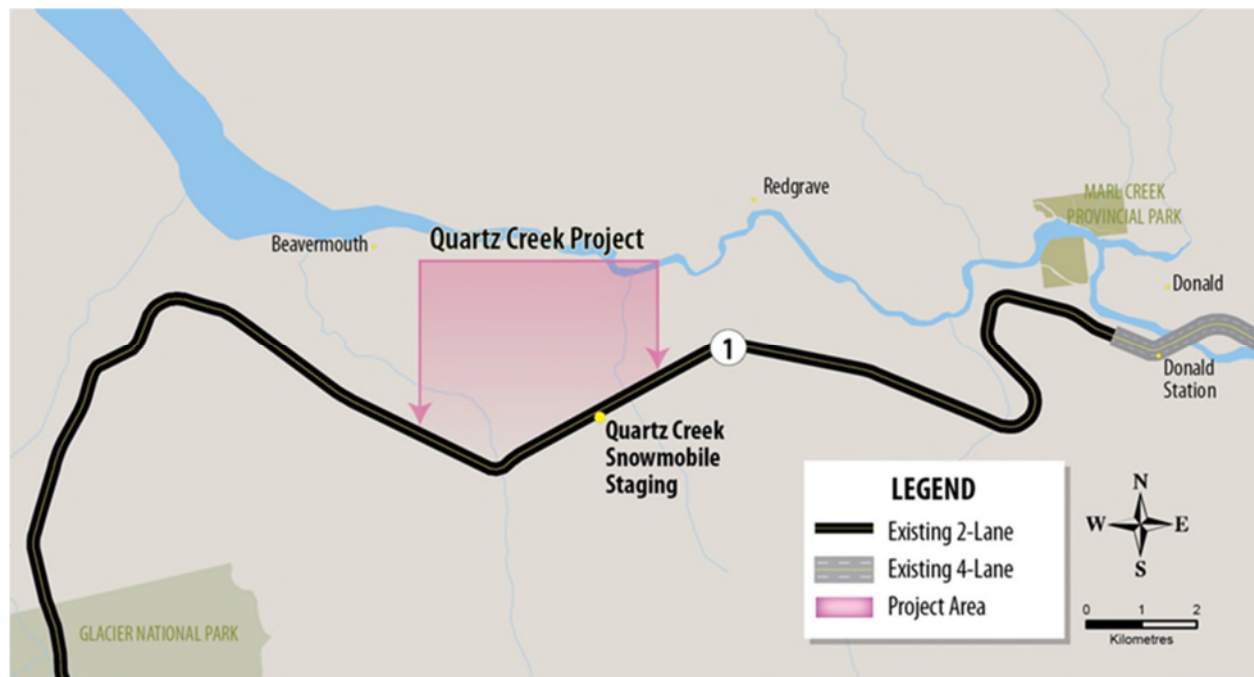 Redgrave
MARL CREEK
PROVINCIAL PARK
Beavermouth
Quartz Creek Project
Donald
1
Donald
Station
Quartz Creek
Snowmobile
Staging
GLACIER NATIONAL PARK
LEGEND
Existing 2-Lane
Existing 4-Lane
Project Area
N
W
E
S
0 1 2
Kilometres